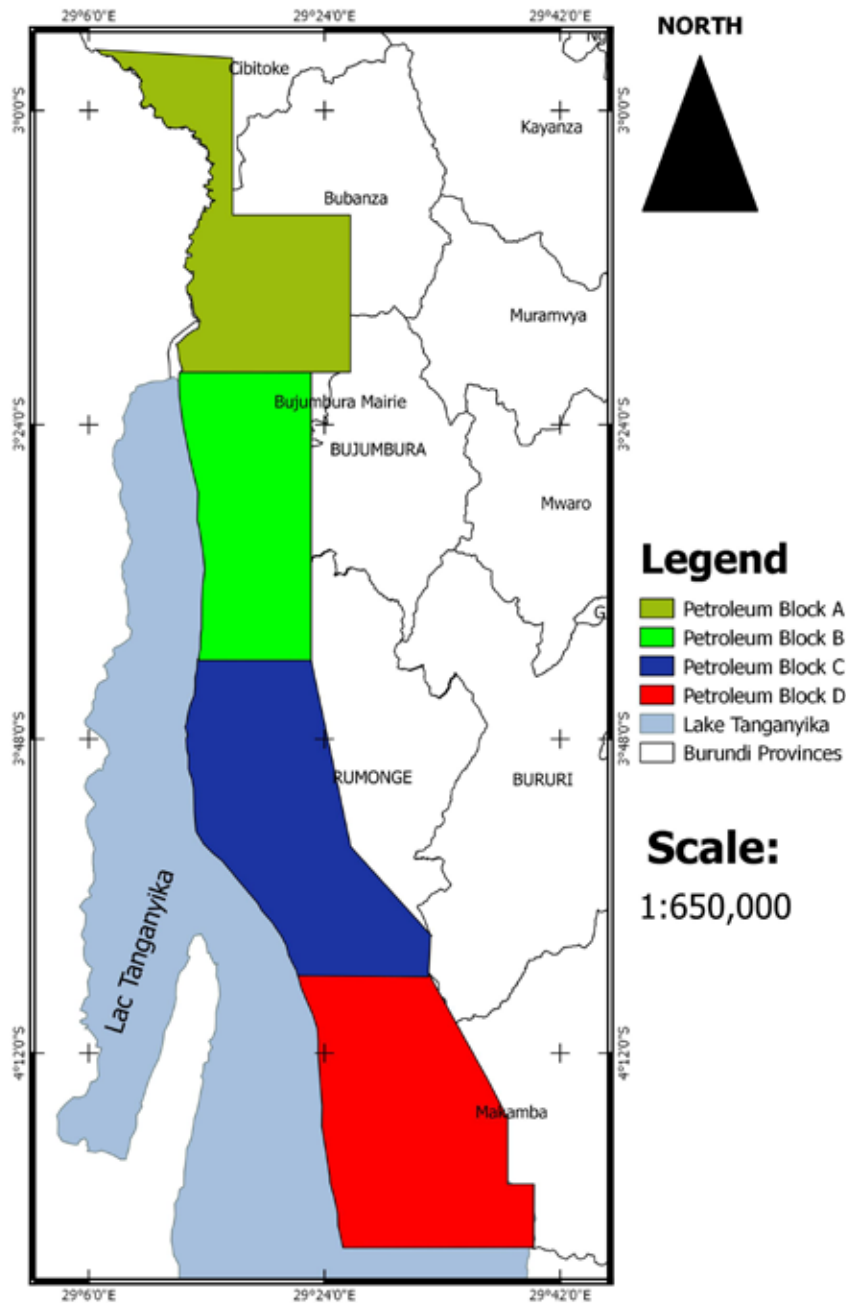 29°6'0"E 29°24'0"E 29°42'0"E
NORTH
Cibitoke
3°0'0"S 3°0'0"S
Kayanza
Bubanza
Muramvya
Bujumbura Mairie
3°24'0"S 3°24'0"S
BUJUMBURA
Mwaro
Legend
Petroleum Block A
Petroleum Block B
Petroleum Block C
Petroleum Block D
Lake Tanganyika
Burundi Provinces
3°48'0"S 3°48'0"S
RUMONGE
BURURI
Scale:
1:650,000
Lac Tanganyika
4°12'0"S 4°12'0"S
Makamba
29°6'0"E 29°24'0"E 29°42'0"E